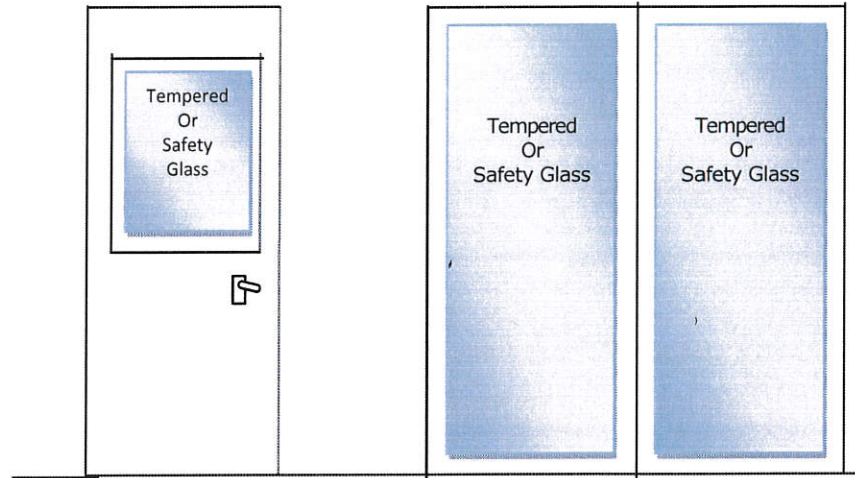 Tempered
Or
Safety
Glass
Tempered
Or
Safety Glass
Tempered
Or
Safety Glass